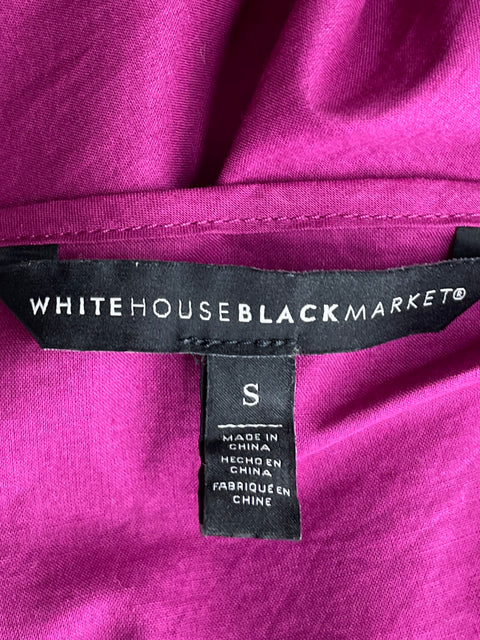 WHITEHOUSEBLACKMARKET®
S
MADE IN
CHINA
HECHO EN
CHINA
FABRIQUÉ EN
CHINE